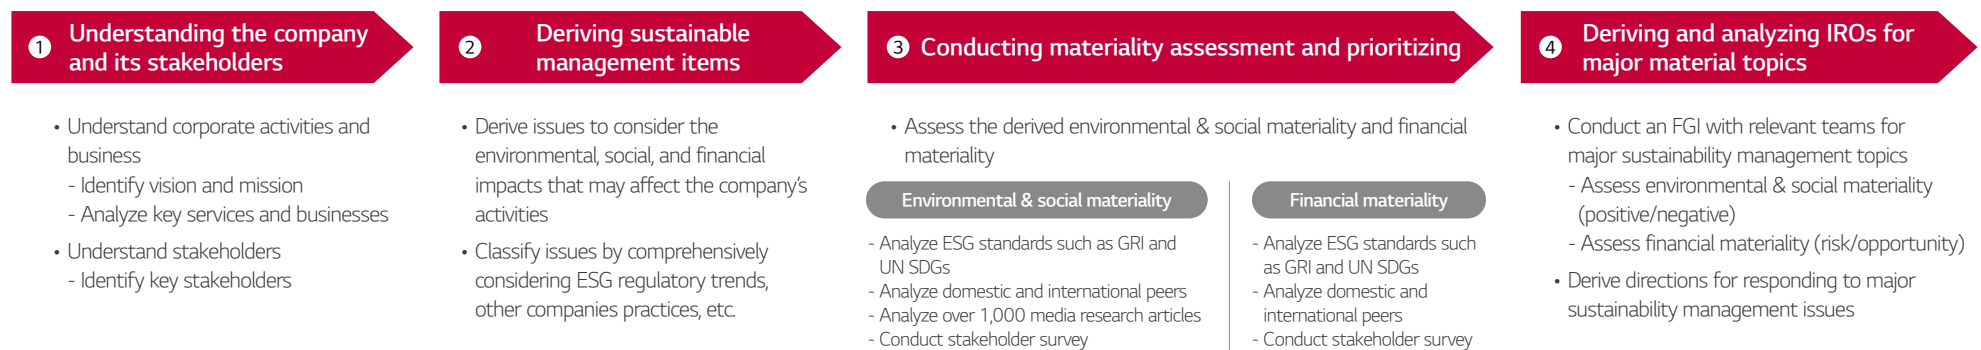 1 Understanding the company
and its stakeholders
• Understand corporate activities and
business
- Identify vision and mission
- Analyze key services and businesses
• Understand stakeholders
- Identify key stakeholders
2 Deriving sustainable
management items
• Derive issues to consider the
environmental, social, and financial
impacts that may affect the company's
activities
• Classify issues by comprehensively
considering ESG regulatory trends,
other companies practices, etc.
3 Conducting materiality assessment and prioritizing
• Assess the derived environmental & social materiality and financial
materiality
Environmental & social materiality
- Analyze ESG standards such as GRI and
UN SDGs
- Analyze domestic and international peers
- Analyze over 1,000 media research articles
- Conduct stakeholder survey
Financial materiality
- Analyze ESG standards such
as GRI and UN SDGs
- Analyze domestic and
international peers
- Conduct stakeholder survey
4 Deriving and analyzing IROs for
major material topics
• Conduct an FGI with relevant teams for
major sustainability management topics
- Assess environmental & social materiality
(positive/negative)
- Assess financial materiality (risk/opportunity)
• Derive directions for responding to major
sustainability management issues